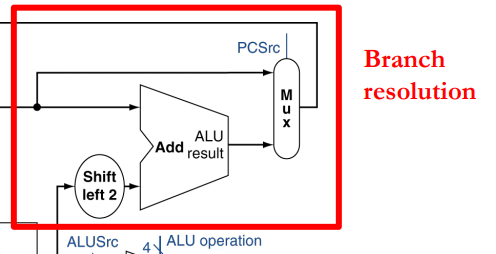 PCSrc
Branch
resolution
M
u
x
Add
ALU
result
Shift
left 2
ALUSrc
4
ALU operation